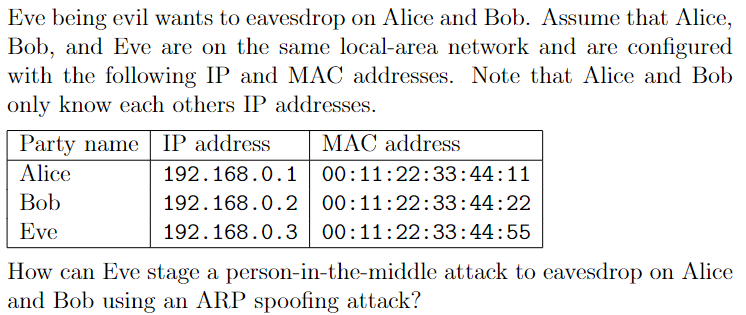 Eve being evil wants to eavesdrop on Alice and Bob. Assume that Alice,
Bob, and Eve are on the same local-area network and are configured
with the following IP and MAC addresses. Note that Alice and Bob
only know each others IP addresses.
Party name IP address MAC address
Alice 192.168.0.1 00:11:22:33:44:11
Bob 192.168.0.2 00:11:22:33:44:22
Eve 192.168.0.3 00:11:22:33:44:55
How can Eve stage a person-in-the-middle attack to eavesdrop on Alice
and Bob using an ARP spoofing attack?